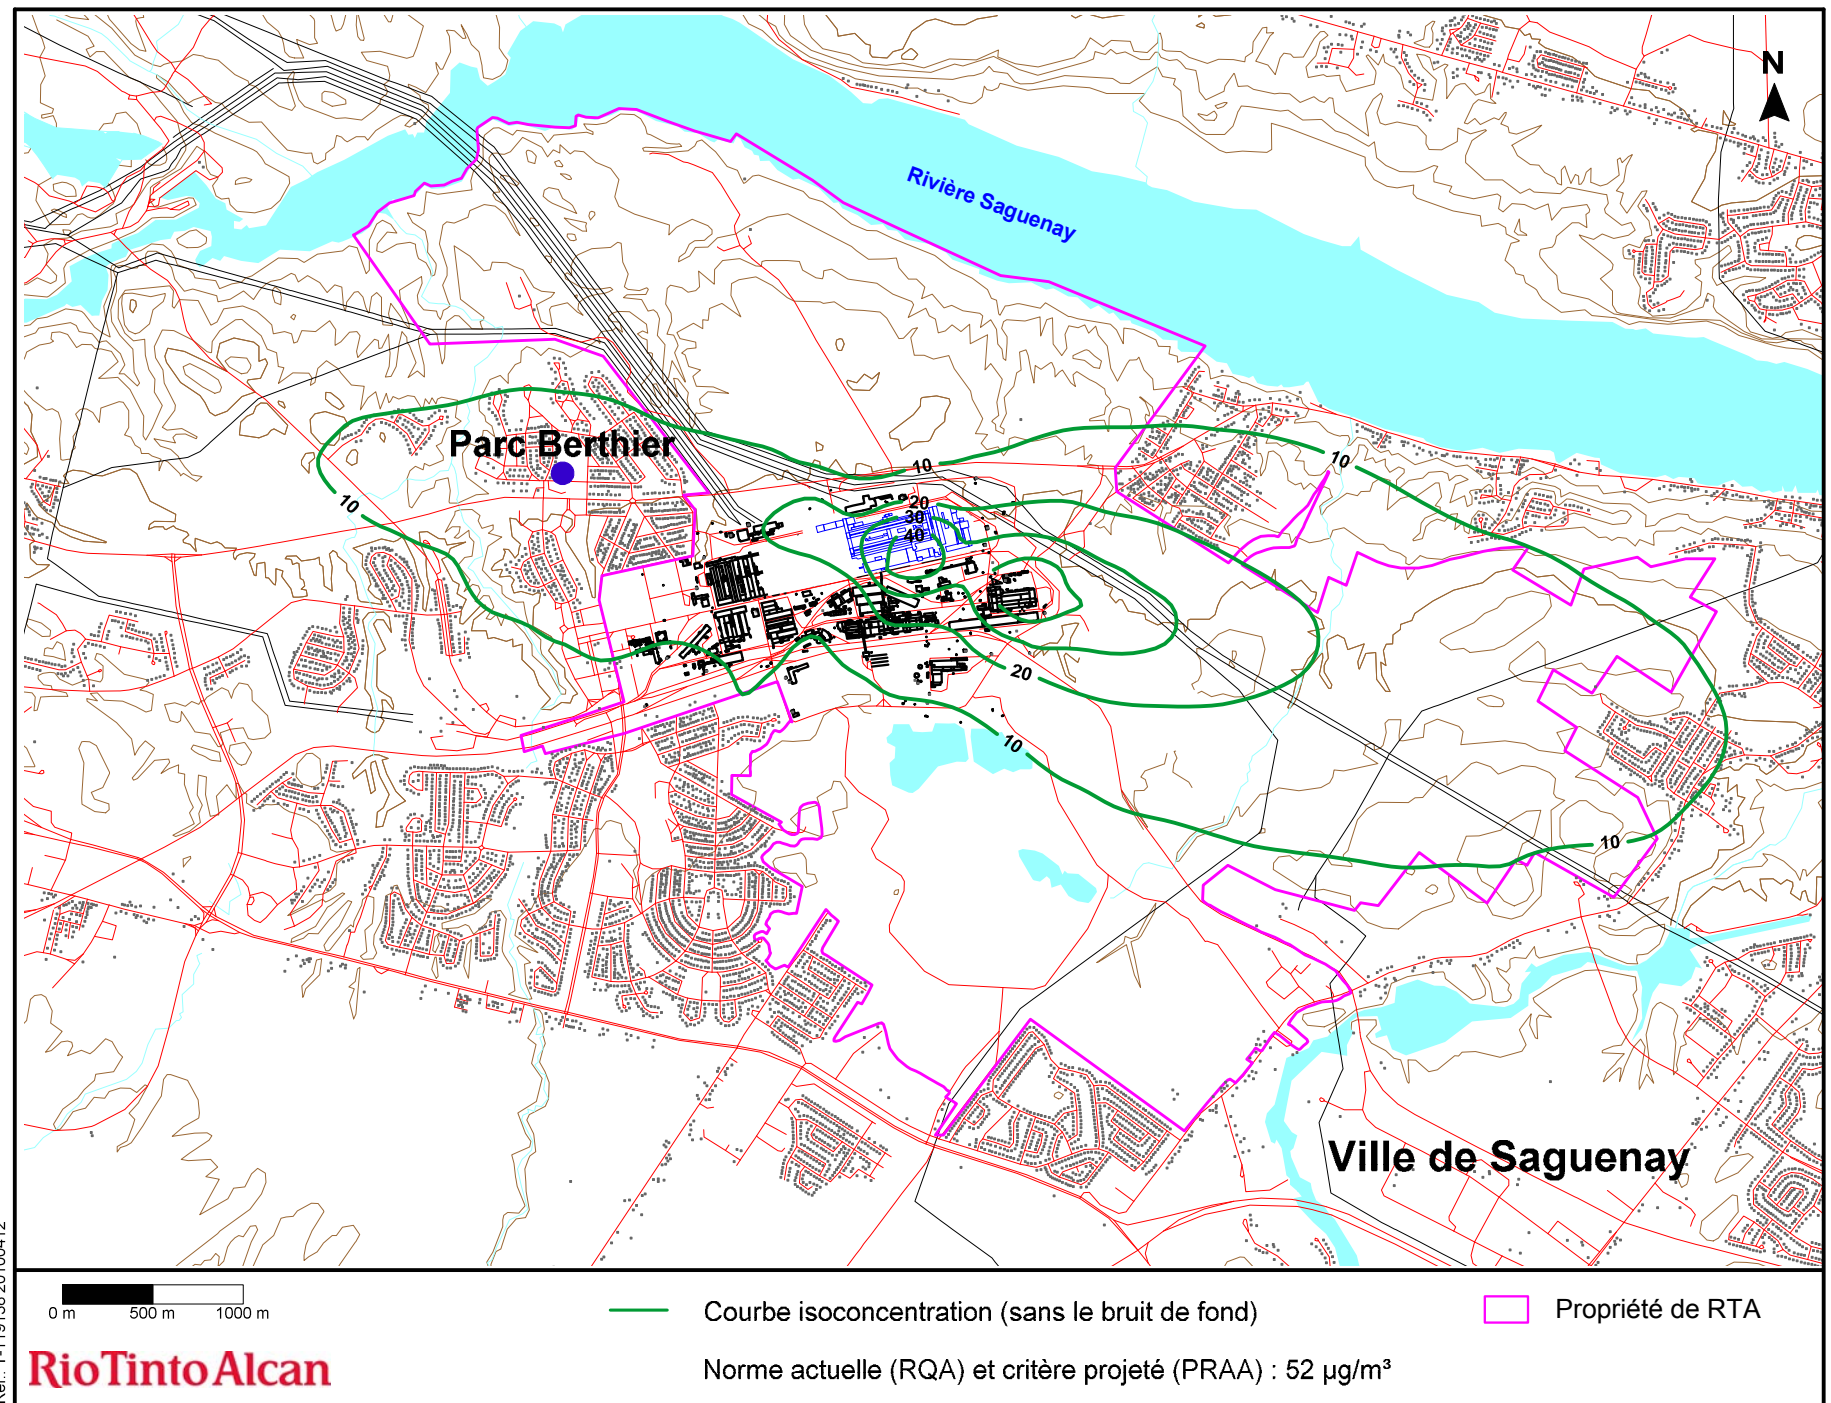 N
Rivière Saguenay
Parc Berthier
10
10
10
20
30
40
20
10
10
Ville de Saguenay
0 m 500 m 1000 m
Courbe isoconcentration (sans le bruit de fond)
Propriété de RTA
RioTintoAlcan
Norme actuelle (RQA) et critère projeté (PRAA) : 52 µg/m³